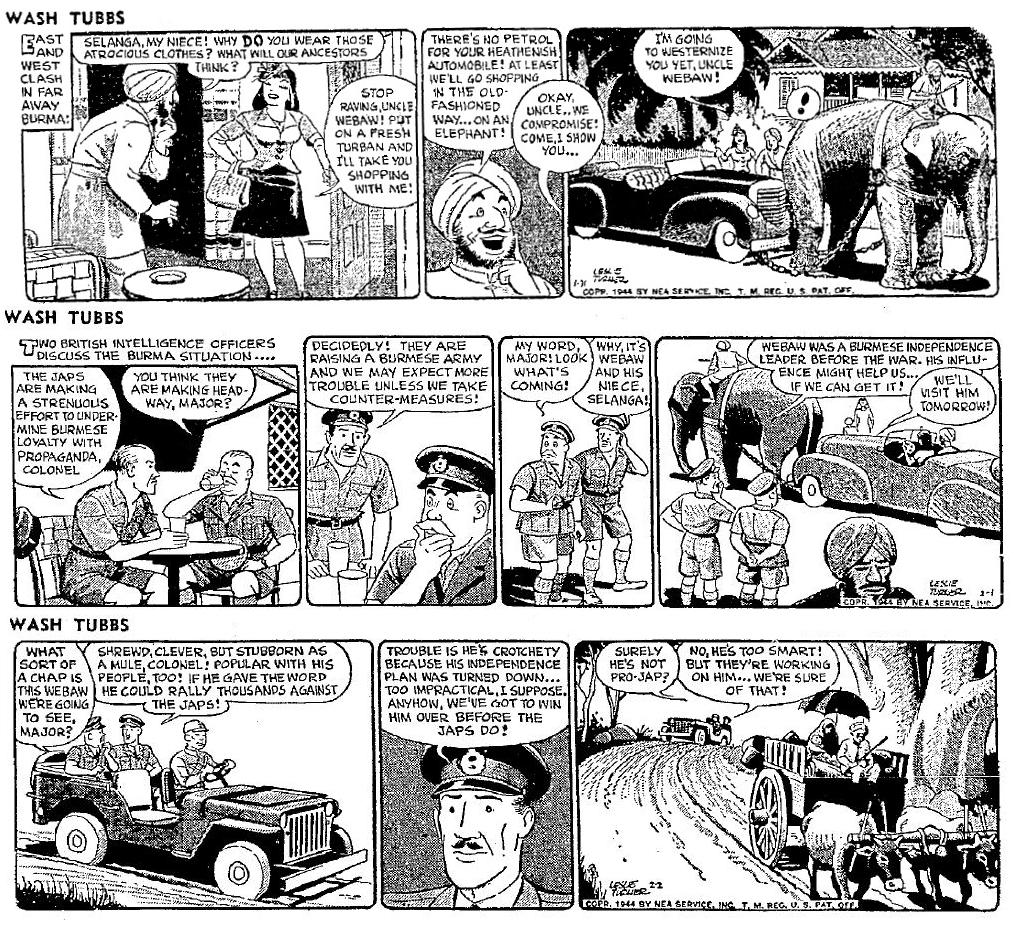 WASH TUBBS
EAST
AND
WEST
CLASH
IN FAR
AWAY
BURMA:
SELANGA, MY NIECE! WHY DO YOU WEAR THOSE
ATROCIOUS CLOTHES? WHAT WILL OUR ANCESTORS
THINK?
STOP
RAVING, UNCLE
WEBAW! PUT
ON A FRESH
TURBAN AND
I'LL TAKE YOU
SHOPPING
WITH ME!
THERE'S NO PETROL
FOR YOUR HEATHENISH
AUTOMOBILE! AT LEAST
WE'LL GO SHOPPING
IN THE OLD-
FASHIONED
WAY... ON AN
ELEPHANT!
OKAY,
UNCLE.. WE
COMPROMISE!
COME, I SHOW
YOU...
I'M GOING
TO WESTERNIZE
YOU YET, UNCLE
WEBAW!
!
!
LESLIE
TURNER
1-31
COPR. 1944 BY NEA SERVICE, INC. T. M. REG. U. S. PAT. OFF.
WASH TUBBS
TWO BRITISH INTELLIGENCE OFFICERS
DISCUSS THE BURMA SITUATION....
THE JAPS
ARE MAKING
A STRENUOUS
EFFORT TO UNDER-
MINE BURMESE
LOYALTY WITH
PROPAGANDA,
COLONEL
YOU THINK THEY
ARE MAKING HEAD-
WAY, MAJOR?
DECIDEDLY! THEY ARE
RAISING A BURMESE ARMY
AND WE MAY EXPECT MORE
TROUBLE UNLESS WE TAKE
COUNTER-MEASURES!
MY WORD,
MAJOR! LOOK
WHAT'S
COMING!
WHY, IT'S
WEBAW
AND HIS
NIECE,
SELANGA!
WEBAW WAS A BURMESE INDEPENDENCE
LEADER BEFORE THE WAR. HIS INFLU-
ENCE MIGHT HELP US...
IF WE CAN GET IT!
WE'LL
VISIT HIM
TOMORROW!
LESLIE
TURNER
2-1
COPR. 1944 BY NEA SERVICE, INC.
WASH TUBBS
WHAT
SORT OF
A CHAP IS
THIS WEBAW
WE'RE GOING
TO SEE,
MAJOR?
SHREWD, CLEVER, BUT STUBBORN AS
A MULE, COLONEL! POPULAR WITH HIS
PEOPLE, TOO! IF HE GAVE THE WORD
HE COULD RALLY THOUSANDS AGAINST
THE JAPS!
TROUBLE IS HE'S CROTCHETY
BECAUSE HIS INDEPENDENCE
PLAN WAS TURNED DOWN...
TOO IMPRACTICAL, I SUPPOSE.
ANYHOW, WE'VE GOT TO WIN
HIM OVER BEFORE THE
JAPS DO!
SURELY
HE'S NOT
PRO-JAP?
NO, HE'S TOO SMART!
BUT THEY'RE WORKING
ON HIM... WE'RE SURE
OF THAT!
LESLIE
TURNER
2-2
COPR. 1944 BY NEA SERVICE, INC. T. M. REG. U. S. PAT. OFF.